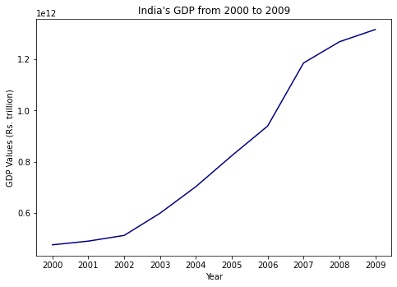 India's GDP from 2000 to 2009
1e12
GDP Values (Rs. trillion)
1.2
1.0
0.8
0.6
2000 2001 2002 2003 2004 2005 2006 2007 2008 2009
Year